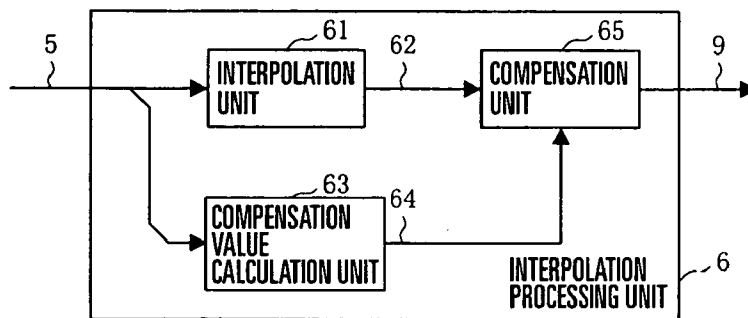 5
61
INTERPOLATION
UNIT
62
65
COMPENSATION
UNIT
9
63
COMPENSATION
VALUE
CALCULATION UNIT
64
INTERPOLATION
PROCESSING UNIT
6